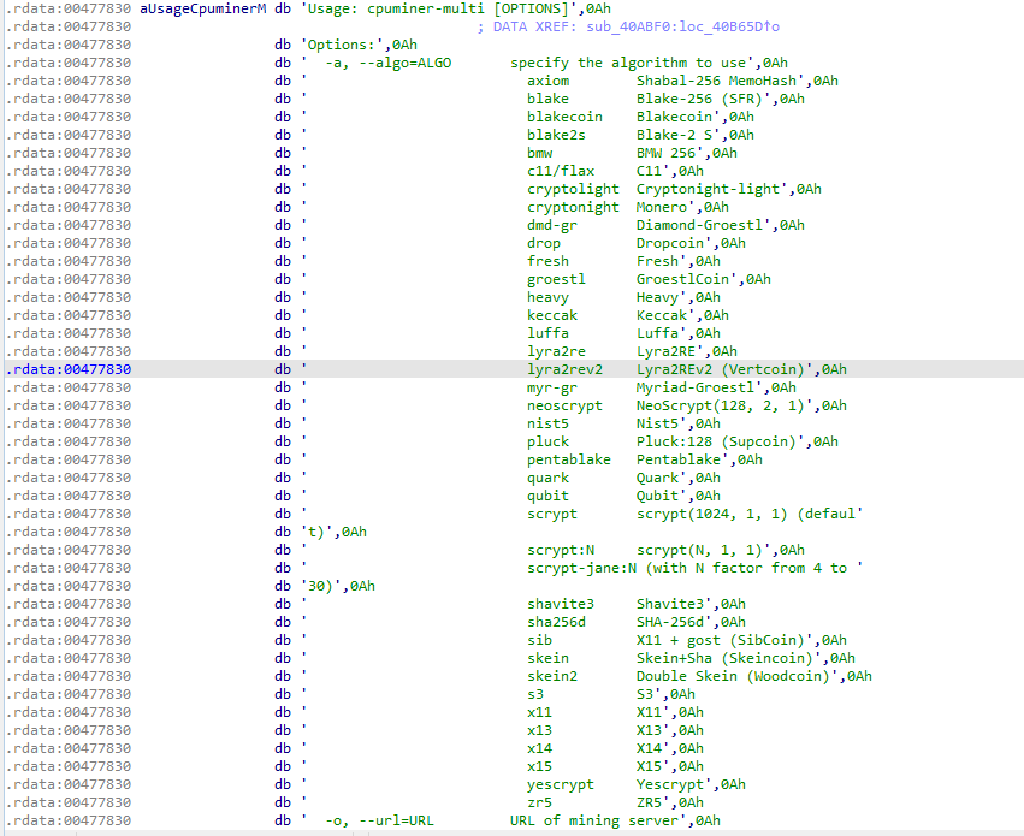 .rdata:00477830 aUsageCpuminerM db 'Usage: cpuminer-multi [OPTIONS]',0Ah
.rdata:00477830 ; DATA XREF: sub_40ABF0:loc_40B65D↑o
.rdata:00477830 db 'Options:',0Ah
.rdata:00477830 db '  -a, --algo=ALGO       specify the algorithm to use',0Ah
.rdata:00477830 db '                          axiom        Shabal-256 MemoHash',0Ah
.rdata:00477830 db '                          blake        Blake-256 (SFR)',0Ah
.rdata:00477830 db '                          blakecoin    Blakecoin',0Ah
.rdata:00477830 db '                          blake2s      Blake-2 S',0Ah
.rdata:00477830 db '                          bmw          BMW 256',0Ah
.rdata:00477830 db '                          c11/flax     C11',0Ah
.rdata:00477830 db '                          cryptolight  Cryptonight-light',0Ah
.rdata:00477830 db '                          cryptonight  Monero',0Ah
.rdata:00477830 db '                          dmd-gr       Diamond-Groestl',0Ah
.rdata:00477830 db '                          drop         Dropcoin',0Ah
.rdata:00477830 db '                          fresh        Fresh',0Ah
.rdata:00477830 db '                          groestl      GroestlCoin',0Ah
.rdata:00477830 db '                          heavy        Heavy',0Ah
.rdata:00477830 db '                          keccak       Keccak',0Ah
.rdata:00477830 db '                          luffa        Luffa',0Ah
.rdata:00477830 db '                          lyra2re      Lyra2RE',0Ah
.rdata:00477830 db '                          lyra2rev2    Lyra2REv2 (Vertcoin)',0Ah
.rdata:00477830 db '                          myr-gr       Myriad-Groestl',0Ah
.rdata:00477830 db '                          neoscrypt    NeoScrypt(128, 2, 1)',0Ah
.rdata:00477830 db '                          nist5        Nist5',0Ah
.rdata:00477830 db '                          pluck        Pluck:128 (Supcoin)',0Ah
.rdata:00477830 db '                          pentablake   Pentablake',0Ah
.rdata:00477830 db '                          quark        Quark',0Ah
.rdata:00477830 db '                          qubit        Qubit',0Ah
.rdata:00477830 db '                          scrypt       scrypt(1024, 1, 1) (defaul'
.rdata:00477830 db 't)',0Ah
.rdata:00477830 db '                          scrypt:N     scrypt(N, 1, 1)',0Ah
.rdata:00477830 db '                          scrypt-jane:N (with N factor from 4 to '
.rdata:00477830 db '30)',0Ah
.rdata:00477830 db '                          shavite3     Shavite3',0Ah
.rdata:00477830 db '                          sha256d      SHA-256d',0Ah
.rdata:00477830 db '                          sib          X11 + gost (SibCoin)',0Ah
.rdata:00477830 db '                          skein        Skein+Sha (Skeincoin)',0Ah
.rdata:00477830 db '                          skein2       Double Skein (Woodcoin)',0Ah
.rdata:00477830 db '                          s3           S3',0Ah
.rdata:00477830 db '                          x11          X11',0Ah
.rdata:00477830 db '                          x13          X13',0Ah
.rdata:00477830 db '                          x14          X14',0Ah
.rdata:00477830 db '                          x15          X15',0Ah
.rdata:00477830 db '                          yescrypt     Yescrypt',0Ah
.rdata:00477830 db '                          zr5          ZR5',0Ah
.rdata:00477830 db '  -o, --url=URL         URL of mining server',0Ah